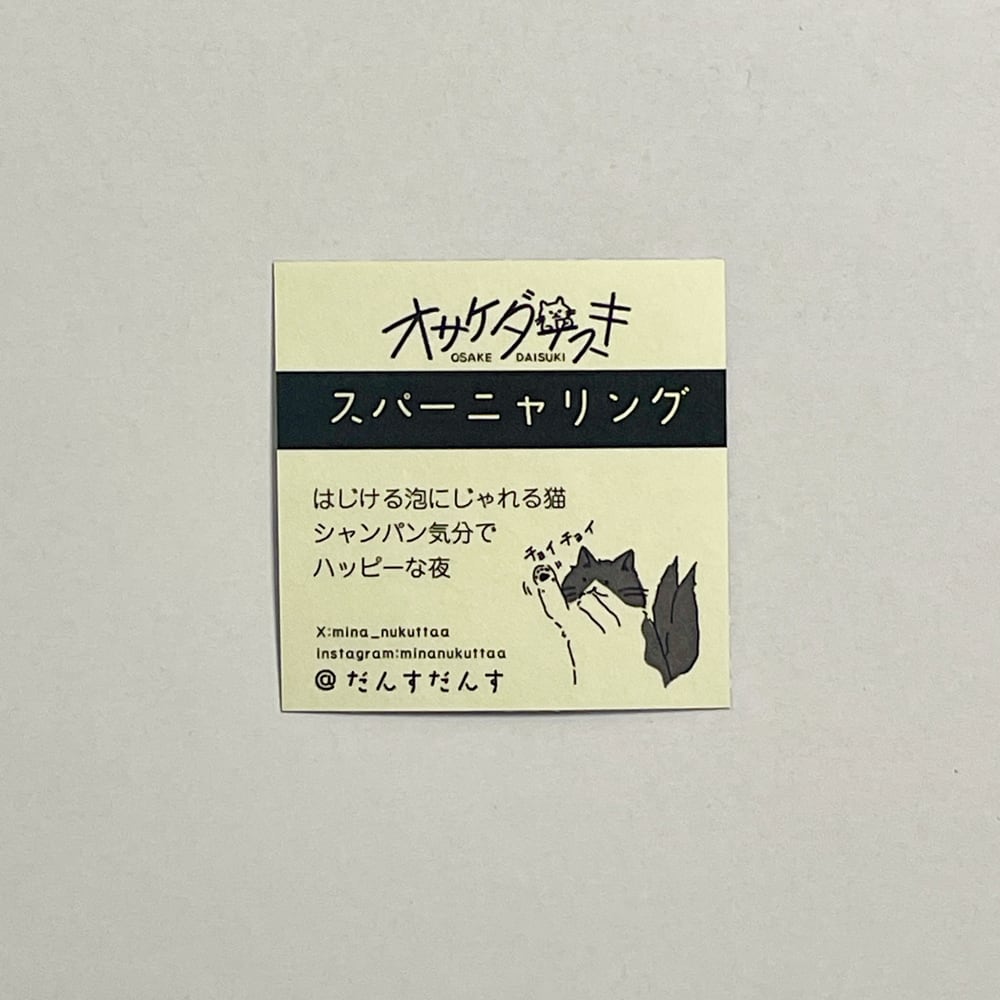 オサケダイスキ
OSAKE DAISUKI
スパーニャリング
はじける泡にじゃれる猫
シャンパン気分で
ハッピーな夜
チョイチョイ
X:mina_nukuttaa
instagram:minanukuttaa
@だんすだんす